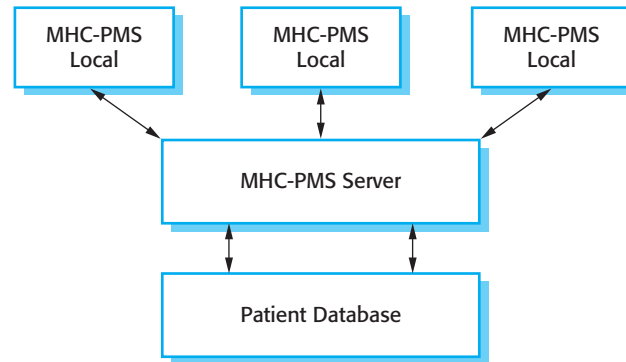 MHC-PMS
Local
MHC-PMS
Local
MHC-PMS
Local
MHC-PMS Server
Patient Database